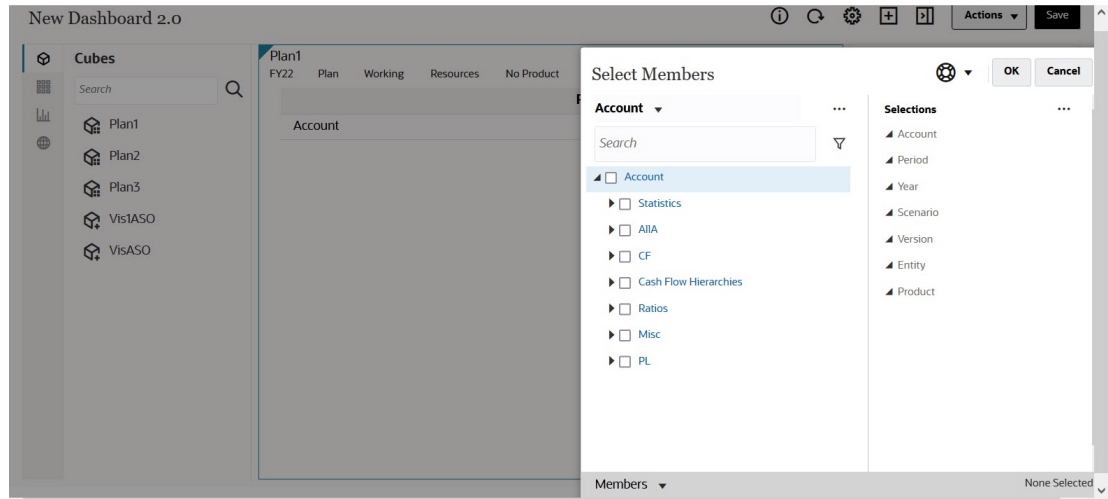 New Dashboard 2.0
Actions
Save
Cubes
Search
Plan1
Plan2
Plan3
Vis1ASO
VisASO
Plan1
FY22 Plan Working Resources No Product
Account
Select Members
OK
Cancel
Account
Search
Account
Statistics
AllA
CF
Cash Flow Hierarchies
Ratios
Misc
PL
Selections
Account
Period
Year
Scenario
Version
Entity
Product
Members
None Selected